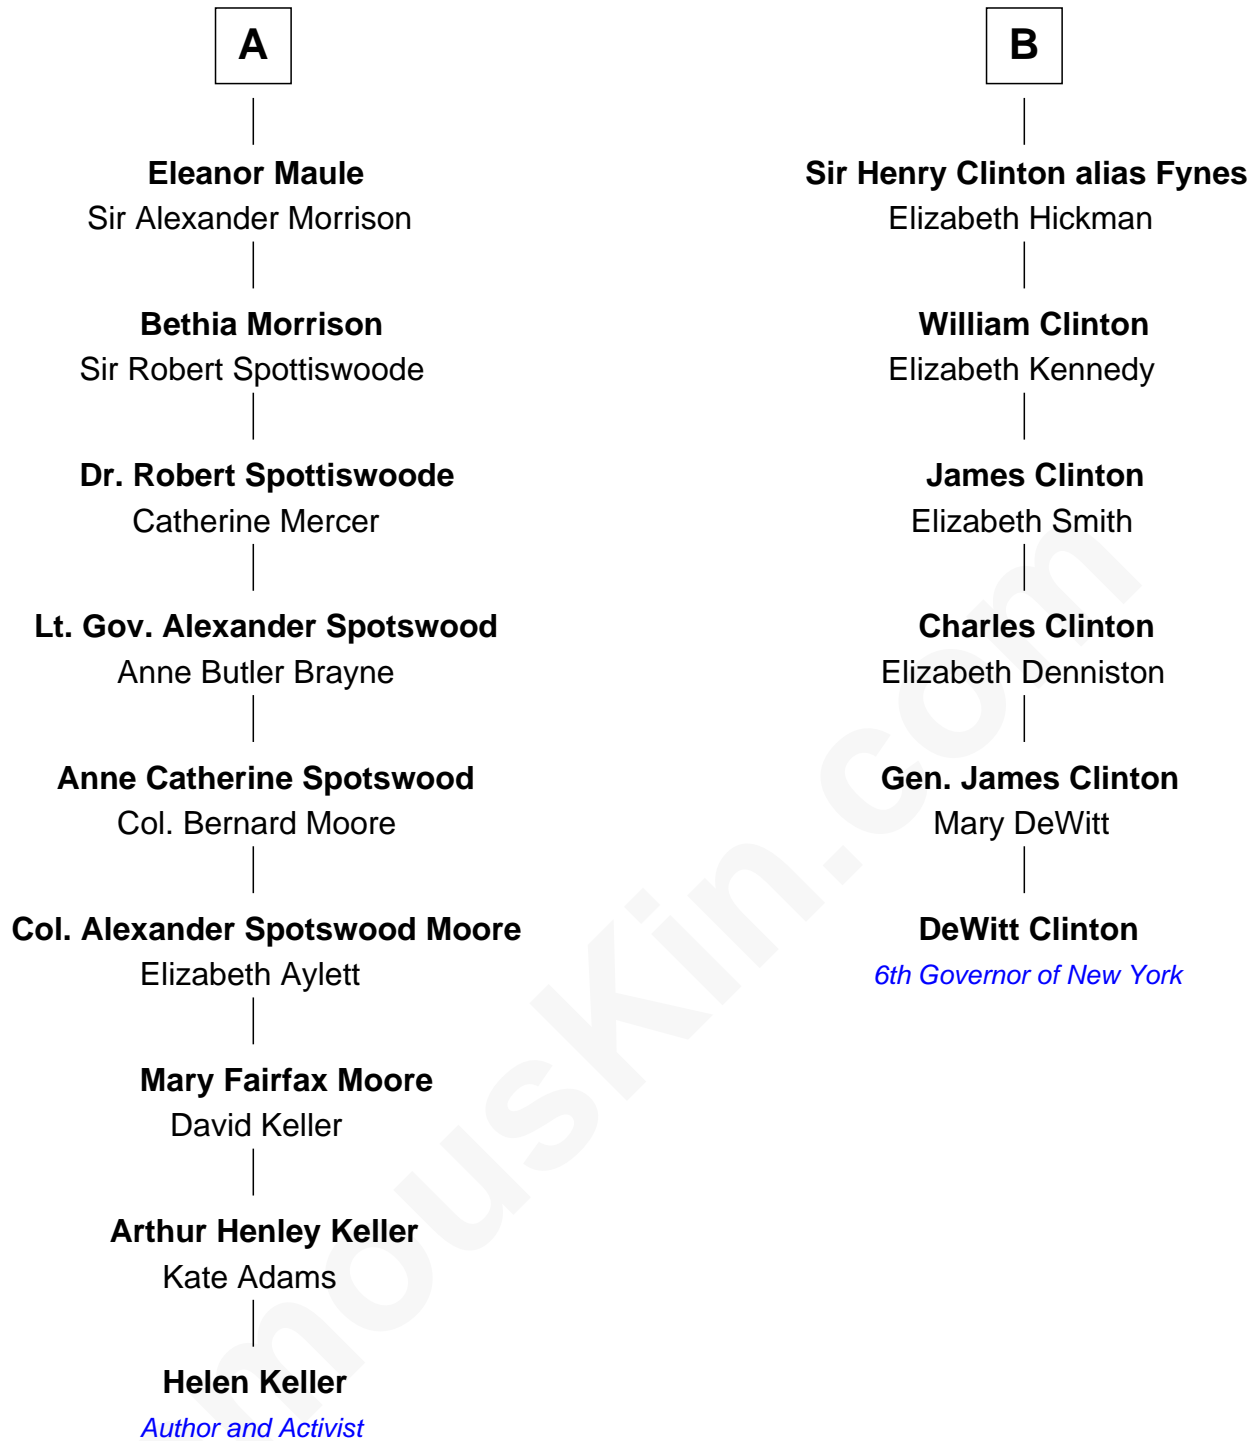 A
Eleanor Maule
Sir Alexander Morrison
Bethia Morrison
Sir Robert Spottiswoode
Dr. Robert Spottiswoode
Catherine Mercer
Lt. Gov. Alexander Spotswood
Anne Butler Brayne
Anne Catherine Spotswood
Col. Bernard Moore
Col. Alexander Spotswood Moore
Elizabeth Aylett
Mary Fairfax Moore
David Keller
Arthur Henley Keller
Kate Adams
Helen Keller
Author and Activist
B
Sir Henry Clinton alias Fynes
Elizabeth Hickman
William Clinton
Elizabeth Kennedy
James Clinton
Elizabeth Smith
Charles Clinton
Elizabeth Denniston
Gen. James Clinton
Mary DeWitt
DeWitt Clinton
6th Governor of New York
mousKin.com